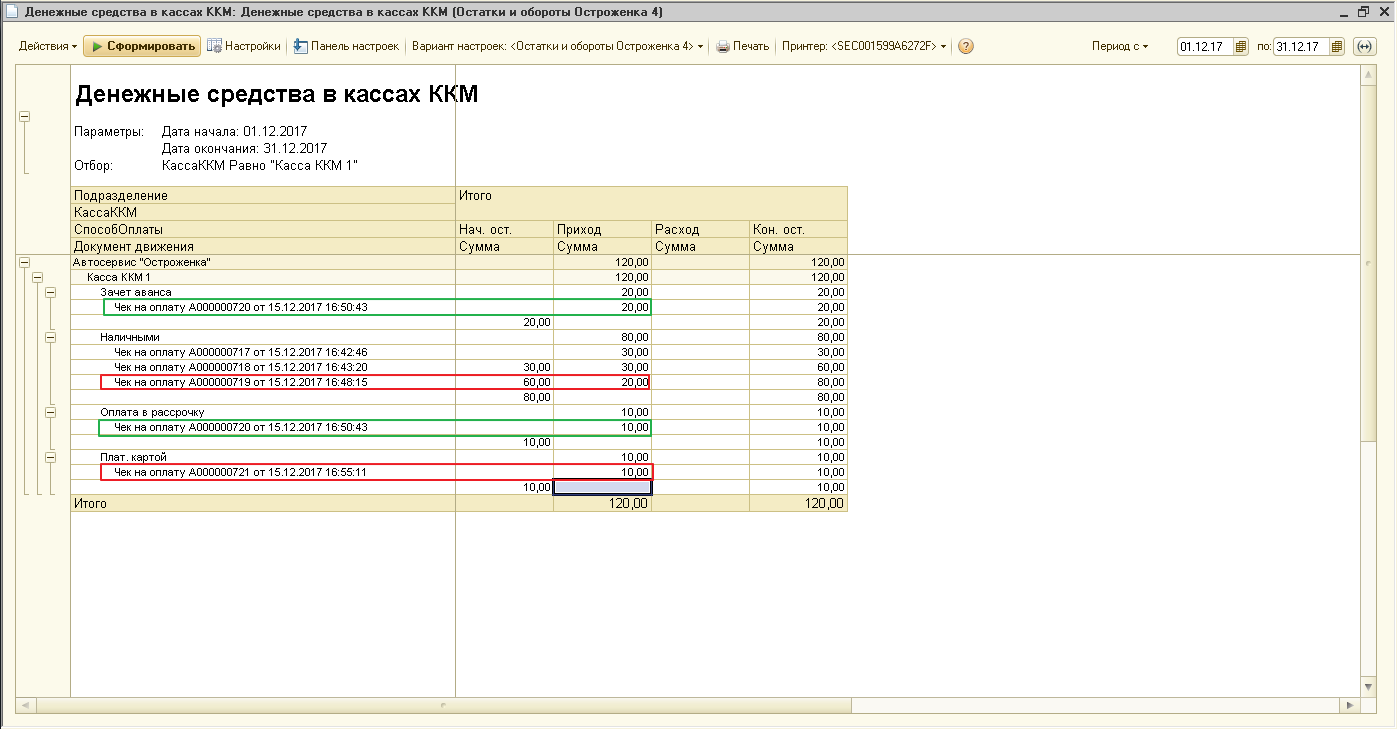 Денежные средства в кассах ККМ: Денежные средства в кассах ККМ (Остатки и обороты Остроженка 4)
Действия Сформировать Настройки Панель настроек Вариант настроек: <Остатки и обороты Остроженка 4> Печать Принтер: <SEC001599A6272F> Период с 01.12.17 по: 31.12.17
Денежные средства в кассах ККМ
Параметры: Дата начала: 01.12.2017
Дата окончания: 31.12.2017
Отбор: КассаККМ Равно "Касса ККМ 1"
Подразделение Итого
КассаККМ
СпособОплаты Нач. ост. Приход Расход Кон. ост.
Документ движения Сумма Сумма Сумма Сумма
Автосервис "Остроженка" 120,00 120,00
Касса ККМ 1 120,00 120,00
Зачет аванса 20,00 20,00
Чек на оплату А000000720 от 15.12.2017 16:50:43 20,00 20,00
20,00 20,00
Наличными 80,00 80,00
Чек на оплату А000000717 от 15.12.2017 16:42:46 30,00 30,00
Чек на оплату А000000718 от 15.12.2017 16:43:20 30,00 30,00 60,00
Чек на оплату А000000719 от 15.12.2017 16:48:15 60,00 20,00 80,00
80,00 80,00
Оплата в рассрочку 10,00 10,00
Чек на оплату А000000720 от 15.12.2017 16:50:43 10,00 10,00
10,00 10,00
Плат. картой 10,00 10,00
Чек на оплату А000000721 от 15.12.2017 16:55:11 10,00 10,00
10,00 10,00
Итого 120,00 120,00